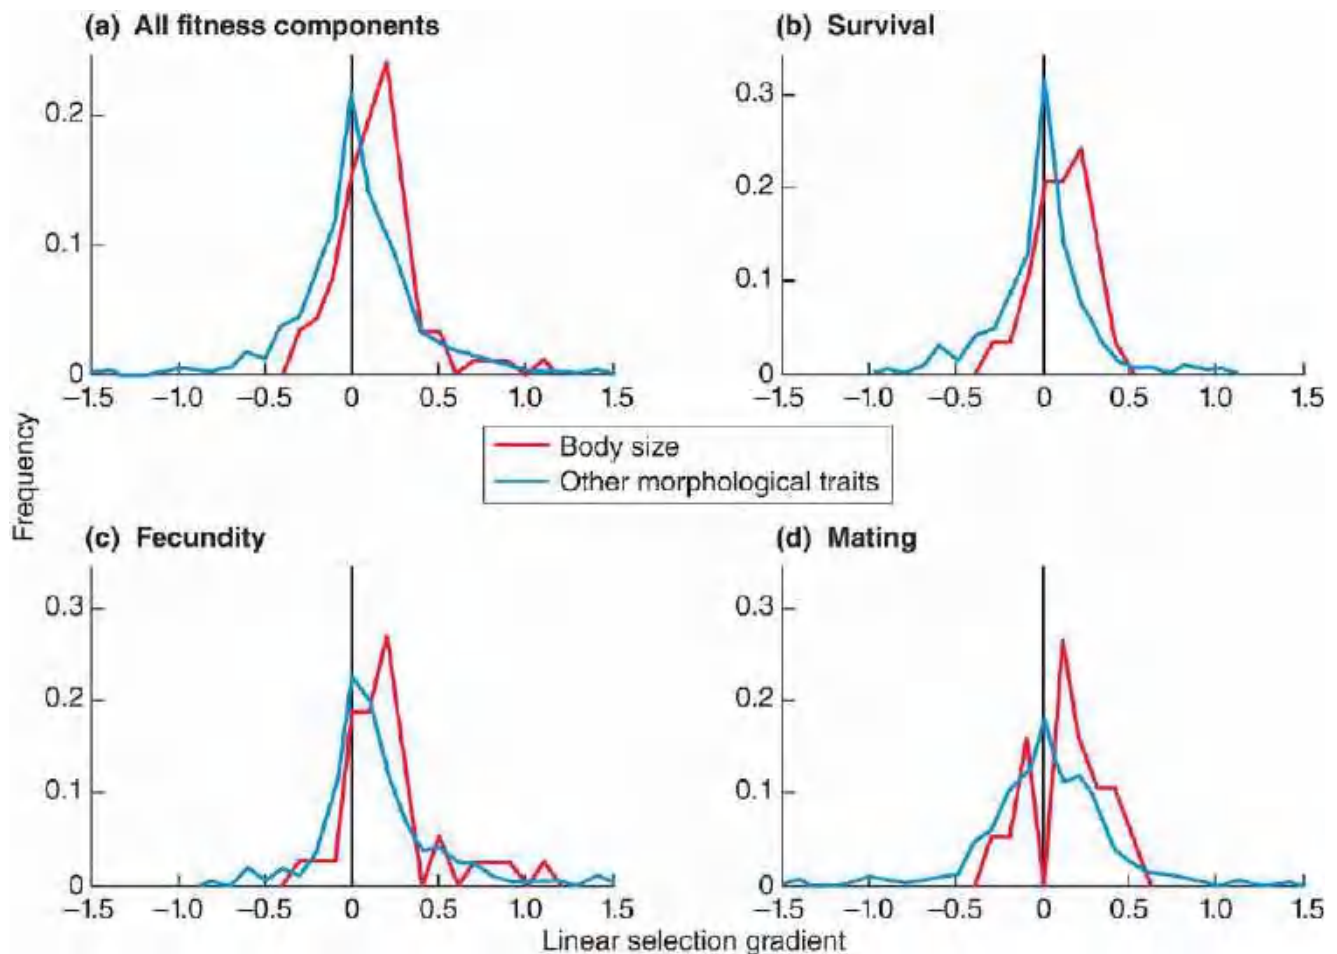 (a) All fitness components
0.2
0.1
0
−1.5 −1.0 −0.5 0 0.5 1.0 1.5
(b) Survival
0.3
0.2
0.1
0
−1.5 −1.0 −0.5 0 0.5 1.0 1.5
Frequency
Body size
Other morphological traits
(c) Fecundity
0.3
0.2
0.1
0
−1.5 −1.0 −0.5 0 0.5 1.0 1.5
(d) Mating
0.3
0.2
0.1
0
−1.5 −1.0 −0.5 0 0.5 1.0 1.5
Linear selection gradient